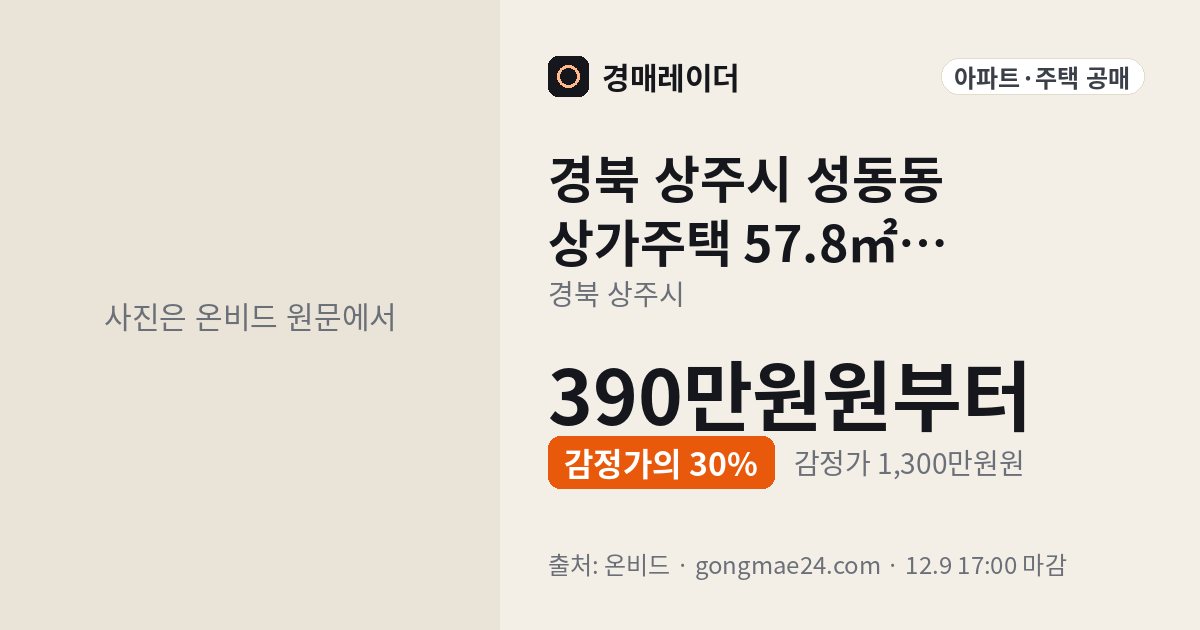 경매레이더
아파트·주택 공매
경북 상주시 성동동
상가주택 57.8㎡…
경북 상주시
사진은 온비드 원문에서
390만원원부터
감정가의 30%
감정가 1,300만원원
출처: 온비드 · gongmae24.com · 12.9 17:00 마감